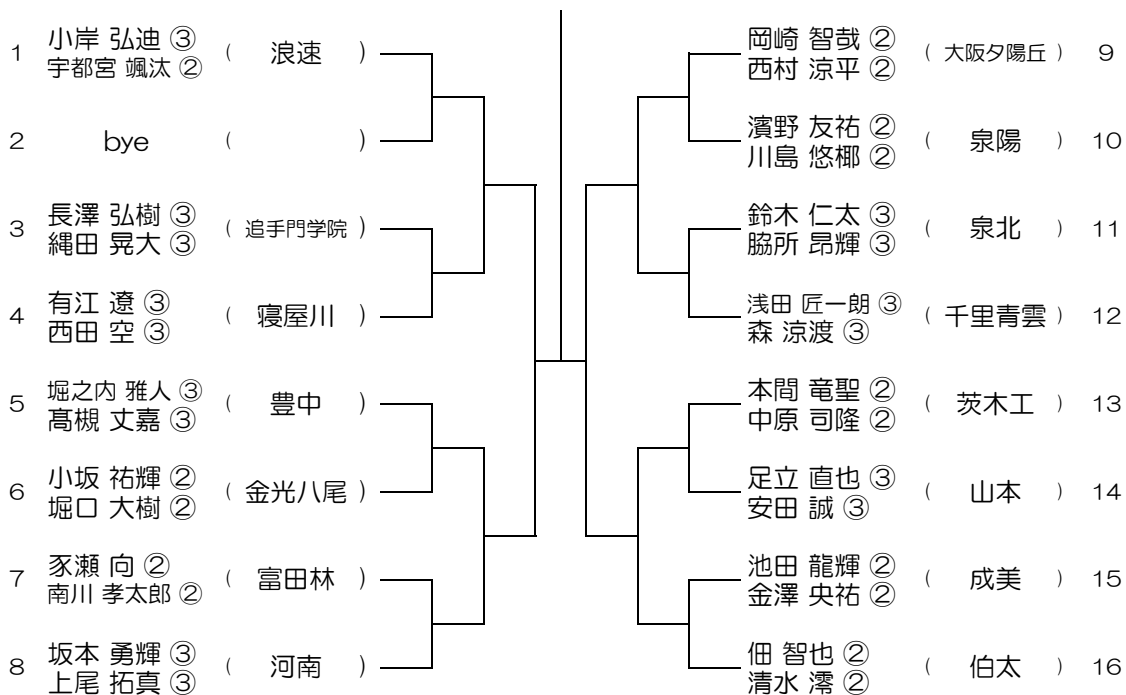 1 小岸 弘迪 ③ ( 浪速 )
宇都宮 颯汰 ②
2 bye ( )
3 長澤 弘樹 ③ ( 追手門学院 )
縄田 晃大 ③
4 有江 遼 ③ ( 寝屋川 )
西田 空 ③
5 堀之内 雅人 ③ ( 豊中 )
髙槻 丈嘉 ③
6 小坂 祐輝 ② ( 金光八尾 )
堀口 大樹 ②
7 豕瀬 向 ② ( 富田林 )
南川 孝太郎 ②
8 坂本 勇輝 ③ ( 河南 )
上尾 拓真 ③
岡崎 智哉 ② ( 大阪夕陽丘 ) 9
西村 涼平 ②
濱野 友祐 ② ( 泉陽 ) 10
川島 悠椰 ②
鈴木 仁太 ③ ( 泉北 ) 11
脇所 昂輝 ③
浅田 匠一朗 ③ ( 千里青雲 ) 12
森 涼渡 ③
本間 竜聖 ② ( 茨木工 ) 13
中原 司隆 ②
足立 直也 ③ ( 山本 ) 14
安田 誠 ③
池田 龍輝 ② ( 成美 ) 15
金澤 央祐 ②
佃 智也 ② ( 伯太 ) 16
清水 澪 ②